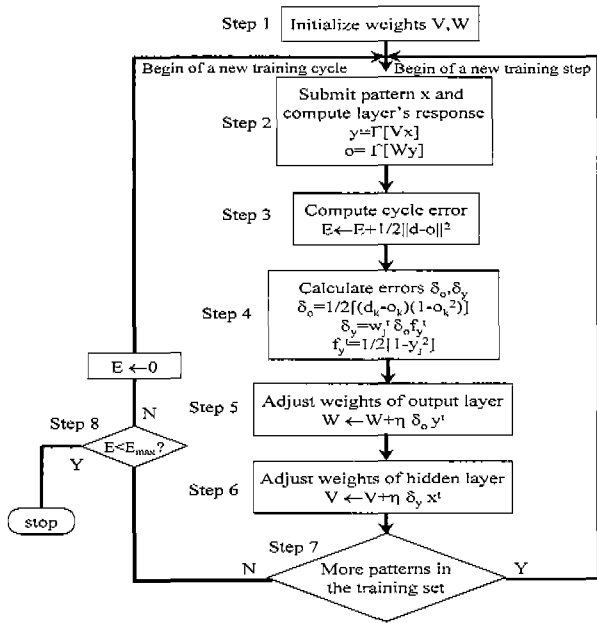 Step 1
Initialize weights V,W
Begin of a new training cycle
Begin of a new training step
Step 2
Submit pattern x and
compute layer's response
y=Γ[Vx]
o= Γ[Wy]
Step 3
Compute cycle error
E←E+1/2||d-o||²
Step 4
Calculate errors δₒ,δy
δₒ=1/2[(dₖ-oₖ)(1-oₖ²)]
δy=wⱼᵗ δₒfyᵗ
fyᵗ=1/2[1-yⱼ²]
E ←0
Step 5
Adjust weights of output layer
W ←W+η δₒ yᵗ
Step 8
N
E<Eₘₐₓ?
Y
stop
Step 6
Adjust weights of hidden layer
V ←V+η δy xᵗ
Step 7
N
More patterns in
the training set
Y